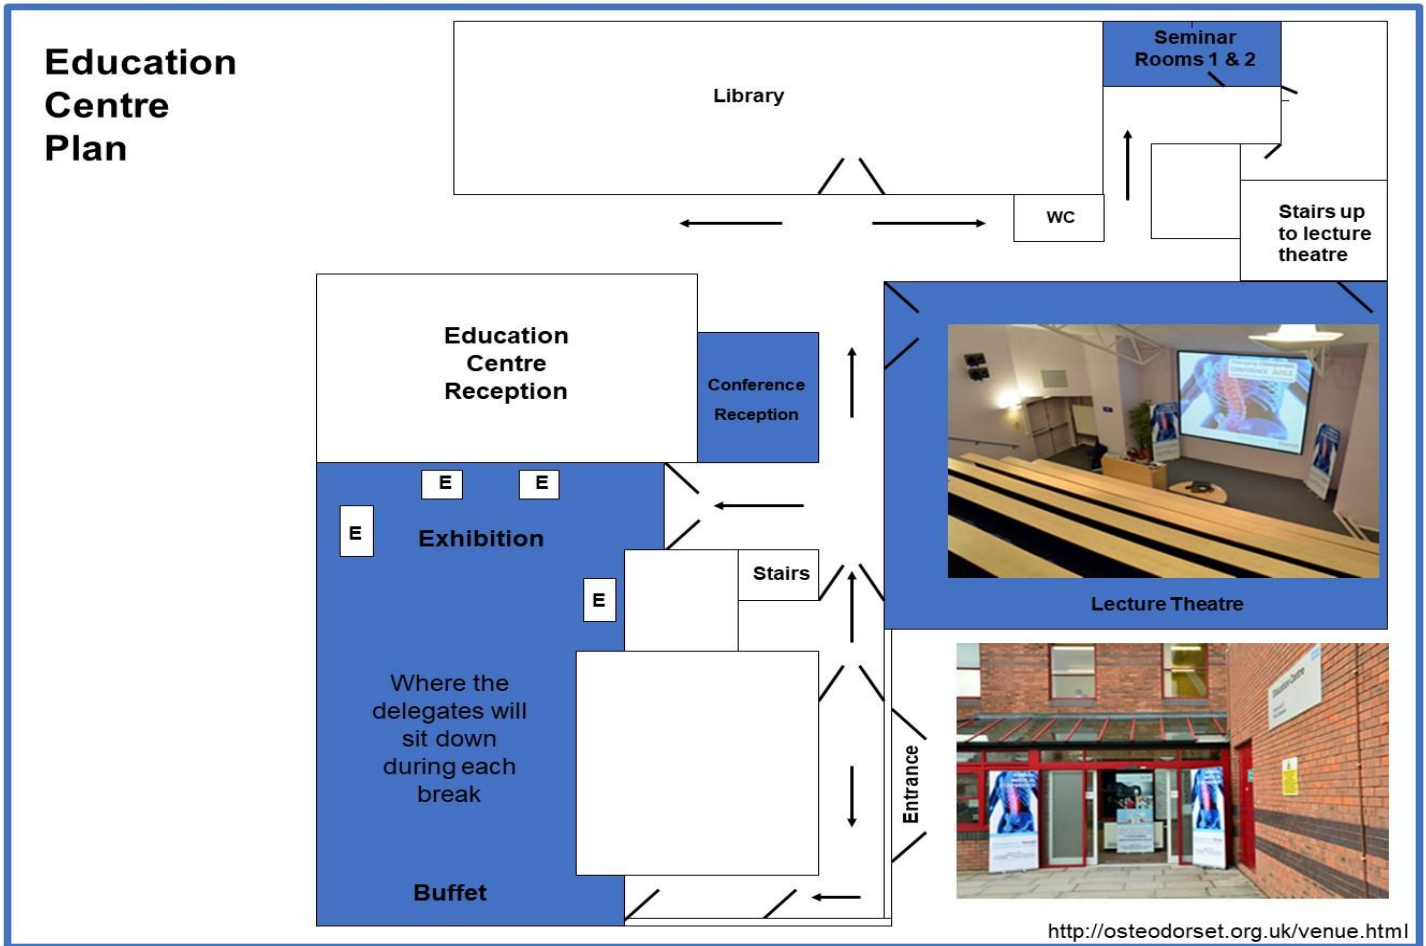 Education
Centre
Plan
Library
Seminar
Rooms 1 & 2
WC
Stairs up
to lecture
theatre
Education
Centre
Reception
Conference
Reception
E
E
E
Exhibition
E
Stairs
Lecture Theatre
Where the
delegates will
sit down
during each
break
Entrance
Education Centre
Buffet
http://osteodorset.org.uk/venue.html